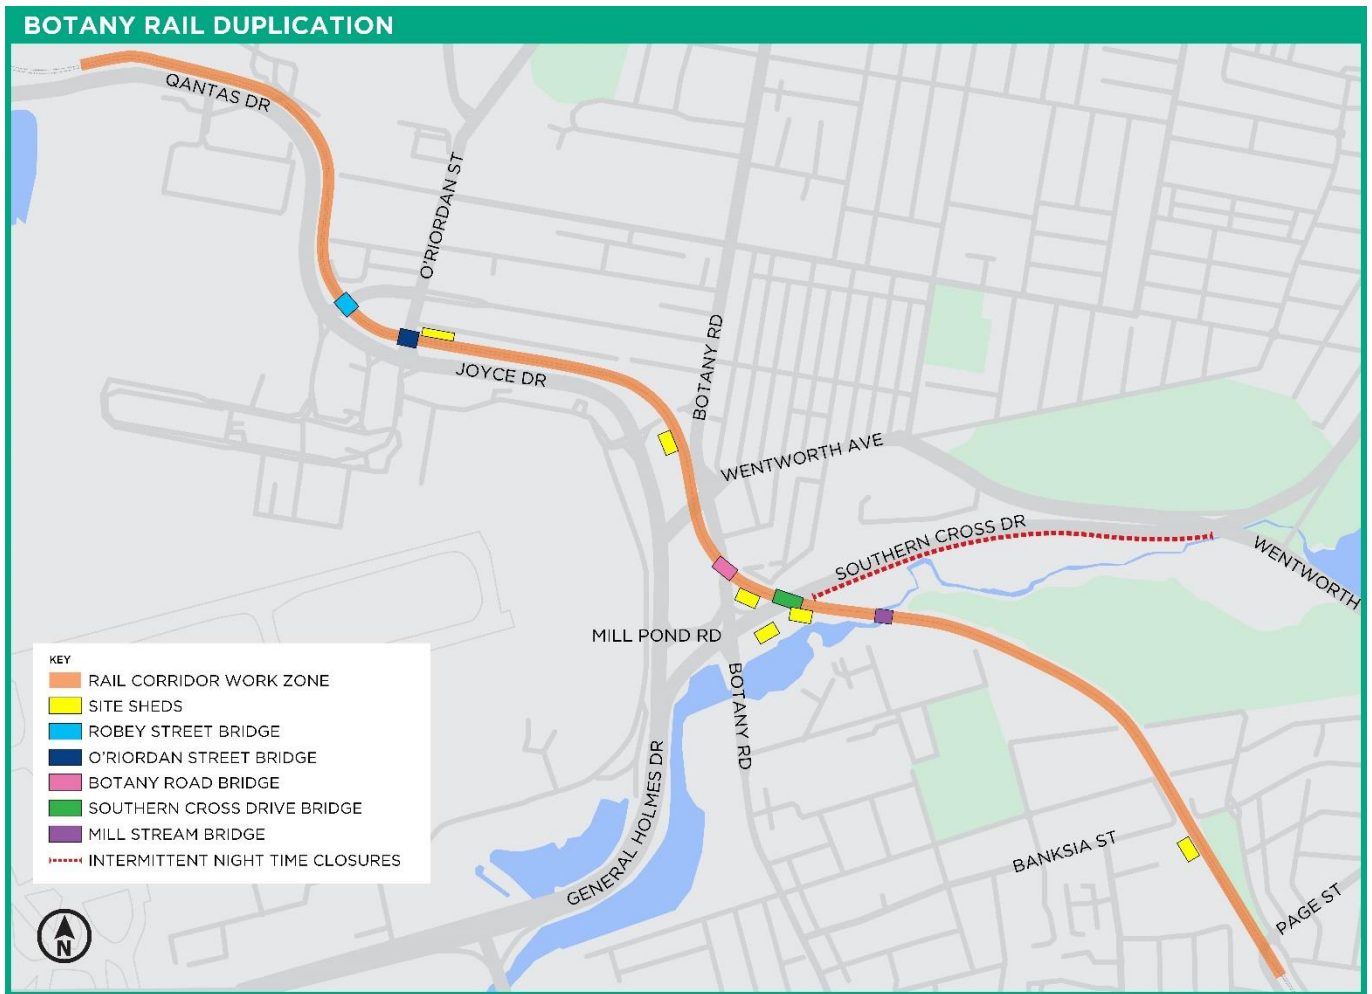 BOTANY RAIL DUPLICATION
QANTAS DR
O'RIORDAN ST
BOTANY RD
JOYCE DR
WENTWORTH AVE
SOUTHERN CROSS DR
WENTWORTH
MILL POND RD
BOTANY RD
GENERAL HOLMES DR
BANKSIA ST
PAGE ST
KEY
RAIL CORRIDOR WORK ZONE
SITE SHEDS
ROBEY STREET BRIDGE
O'RIORDAN STREET BRIDGE
BOTANY ROAD BRIDGE
SOUTHERN CROSS DRIVE BRIDGE
MILL STREAM BRIDGE
INTERMITTENT NIGHT TIME CLOSURES
N